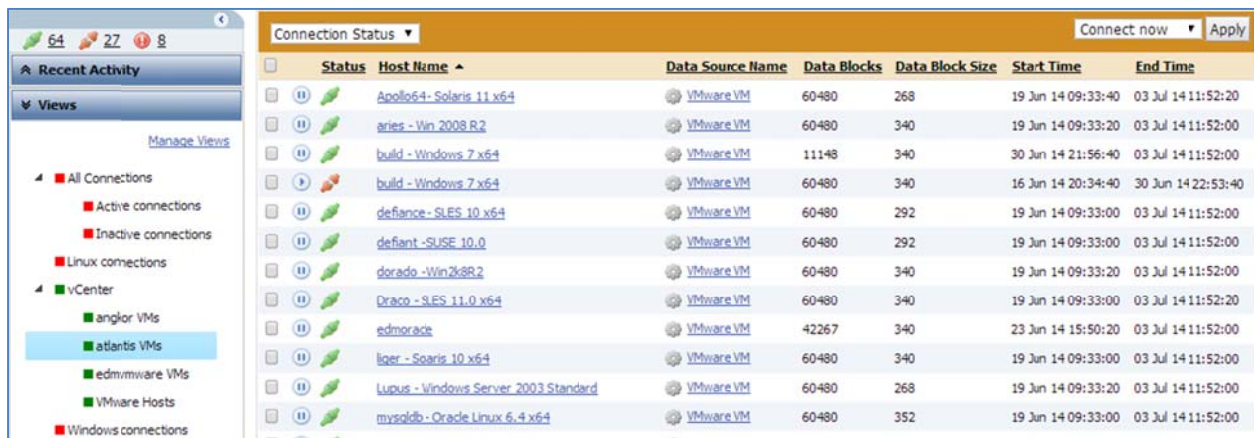 64 27 8
Recent Activity
Views
Manage Views
All Connections
Active connections
Inactive connections
Linux connections
vCenter
angkor VMs
atlantis VMs
edmvmware VMs
VMware Hosts
Windows connections
Connection Status Connect now Apply
Status Host Name Data Source Name Data Blocks Data Block Size Start Time End Time
Apollo64- Solaris 11 x64 VMware VM 60480 268 19 Jun 14 09:33:40 03 Jul 14 11:52:20
aries - Win 2008 R2 VMware VM 60480 340 19 Jun 14 09:33:20 03 Jul 14 11:52:00
build - Wndows 7 x64 VMware VM 11148 340 30 Jun 14 21:56:40 03 Jul 14 11:52:00
build - Wndows 7 x64 VMware VM 60480 340 16 Jun 14 20:34:40 30 Jun 14 22:53:40
defiance - SLES 10 x64 VMware VM 60480 292 19 Jun 14 09:33:00 03 Jul 14 11:52:00
defiant -SUSE 10.0 VMware VM 60480 292 19 Jun 14 09:33:00 03 Jul 14 11:52:00
dorado -Win2k8R2 VMware VM 60480 340 19 Jun 14 09:33:20 03 Jul 14 11:52:00
Draco - SLES 11.0 x64 VMware VM 60480 340 19 Jun 14 09:33:00 03 Jul 14 11:52:20
edmorace VMware VM 42267 340 23 Jun 14 15:50:20 03 Jul 14 11:52:00
liger - Soaris 10 x64 VMware VM 60480 340 19 Jun 14 09:33:00 03 Jul 14 11:52:00
Lupus - Windows Server 2003 Standard VMware VM 60480 268 19 Jun 14 09:33:20 03 Jul 14 11:52:00
mysqldb - Oracle Linux 6.4 x64 VMware VM 60480 352 19 Jun 14 09:33:00 03 Jul 14 11:52:00